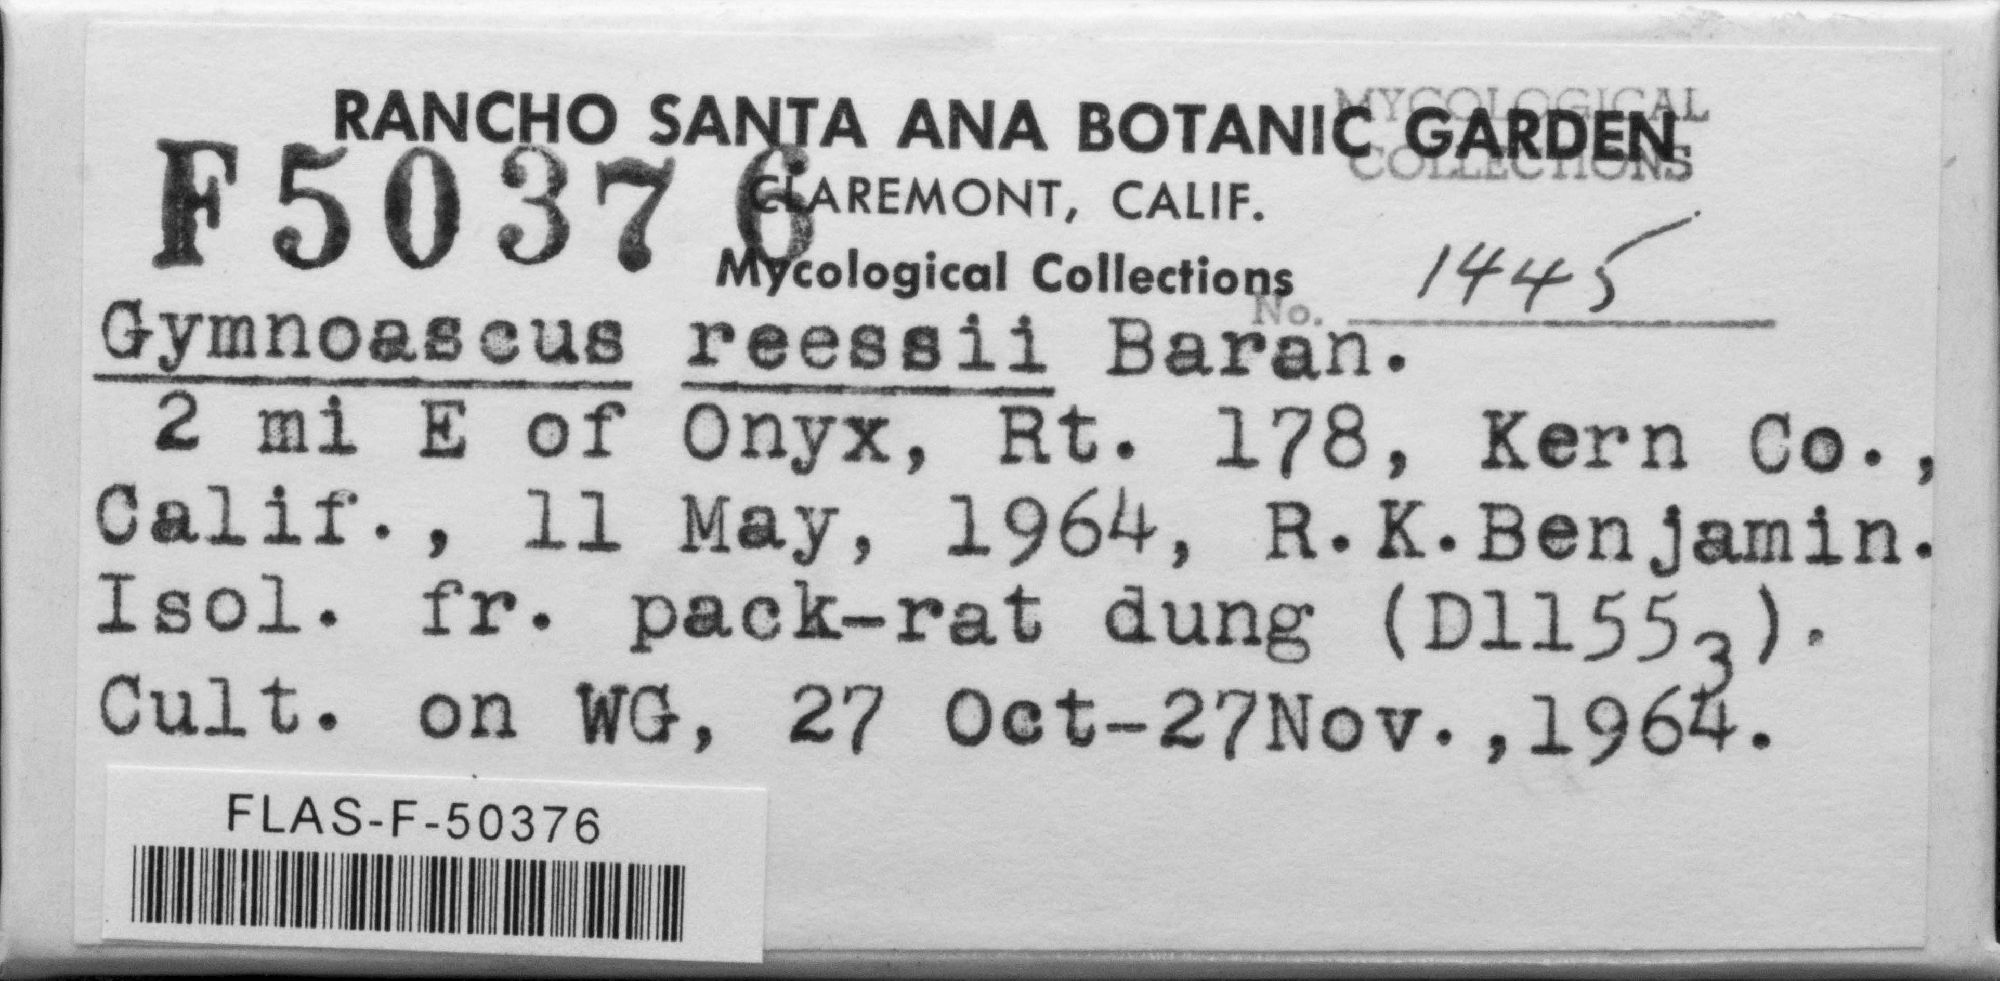 RANCHO SANTA ANA BOTANIC GARDEN
MYCOLOGICAL
COLLECTIONS
F50376
CLAREMONT, CALIF.
Mycological Collections
No. 1445
Gymnoascus reessii Baran.
2 mi E of Onyx, Rt. 178, Kern Co.,
Calif., 11 May, 1964, R.K.Benjamin.
Isol. fr. pack-rat dung (D1155₃).
Cult. on WG, 27 Oct-27Nov.,1964.
FLAS-F-50376